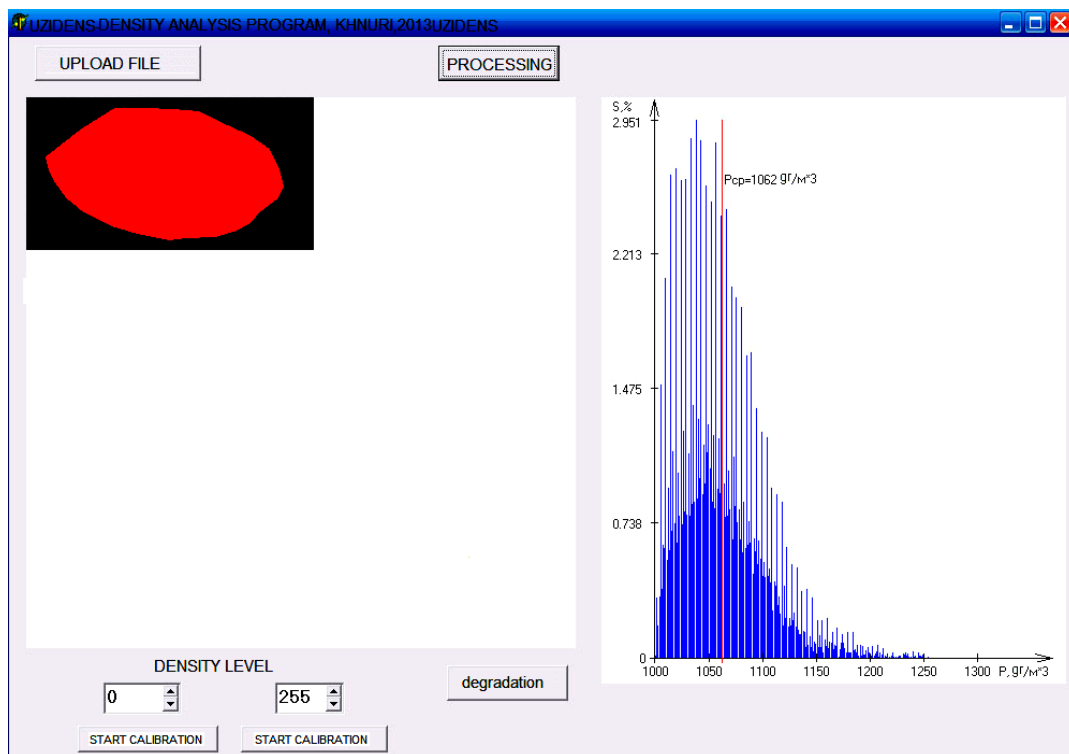 UZIDENS DENSITY ANALYSIS PROGRAM, KHNURI,2013UZIDENS
UPLOAD FILE
PROCESSING
S,%
2.951
Pcp=1062 gr/м*3
2.213
1.475
0.738
0
1000 1050 1100 1150 1200 1250 1300 P, gr/м*3
DENSITY LEVEL
0
255
degradation
START CALIBRATION
START CALIBRATION